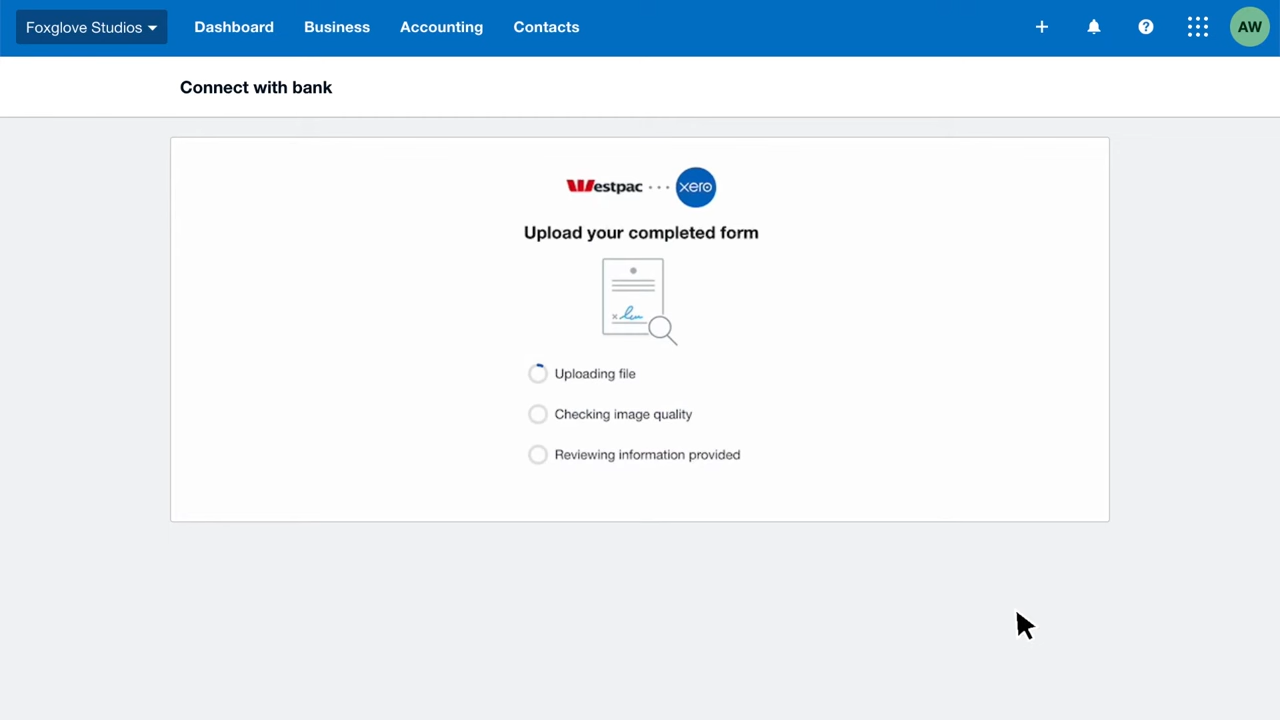 Foxglove Studios Dashboard Business Accounting Contacts AW
Connect with bank
Westpac xero
Upload your completed form
x
Uploading file
Checking image quality
Reviewing information provided